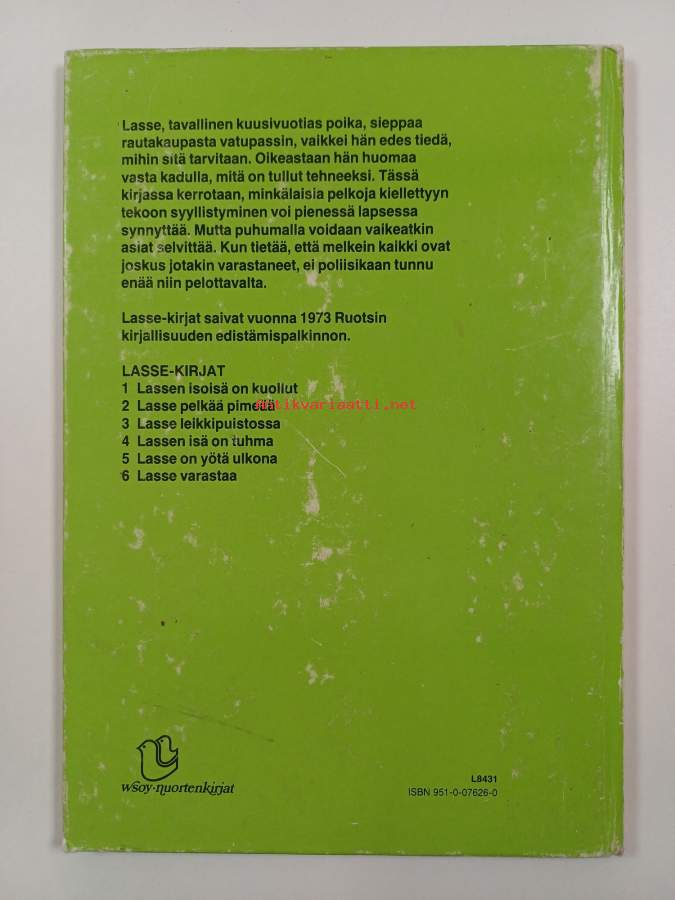 Lasse, tavallinen kuusivuotias poika, sieppaa
rautakaupasta vatupassin, vaikkei hän edes tiedä,
mihin sitä tarvitaan. Oikeastaan hän huomaa
vasta kadulla, mitä on tullut tehneeksi. Tässä
kirjassa kerrotaan, minkälaisia pelkoja kiellettyyn
tekoon syyllistyminen voi pienessä lapsessa
synnyttää. Mutta puhumalla voidaan vaikeatkin
asiat selvittää. Kun tietää, että melkein kaikki ovat
joskus jotakin varastaneet, ei poliisikaan tunnu
enää niin pelottavalta.
Lasse-kirjat saivat vuonna 1973 Ruotsin
kirjallisuuden edistämispalkinnon.
LASSE-KIRJAT
1 Lassen isoisä on kuollut
2 Lasse pelkää pimeää
antikvariaatti.net
3 Lasse leikkipuistossa
4 Lassen isä on tuhma
5 Lasse on yötä ulkona
6 Lasse varastaa
wsoy·nuortenkirjat
L8431
ISBN 951-0-07626-0